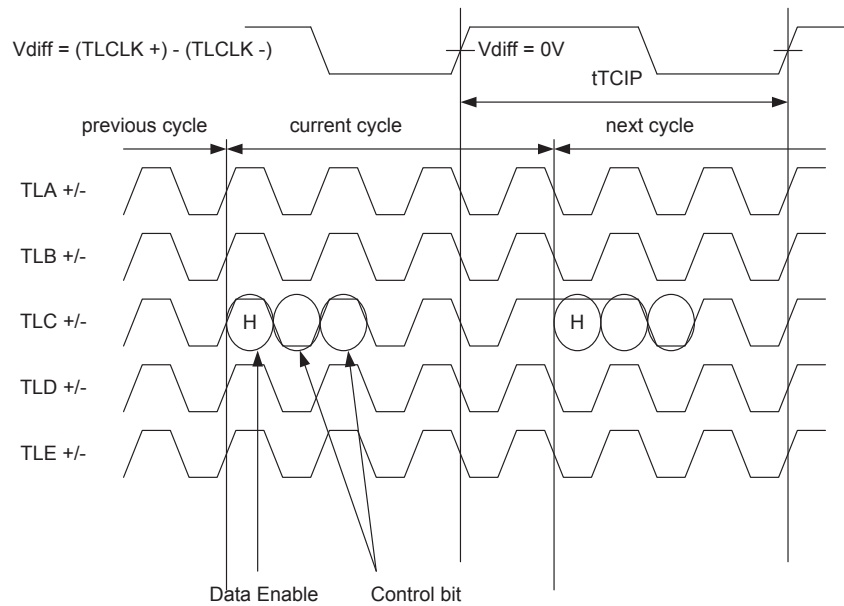 Vdiff = (TLCLK +) - (TLCLK -)
Vdiff = 0V
tTCIP
previous cycle
current cycle
next cycle
TLA +/-
TLB +/-
TLC +/-
H
H
TLD +/-
TLE +/-
Data Enable
Control bit